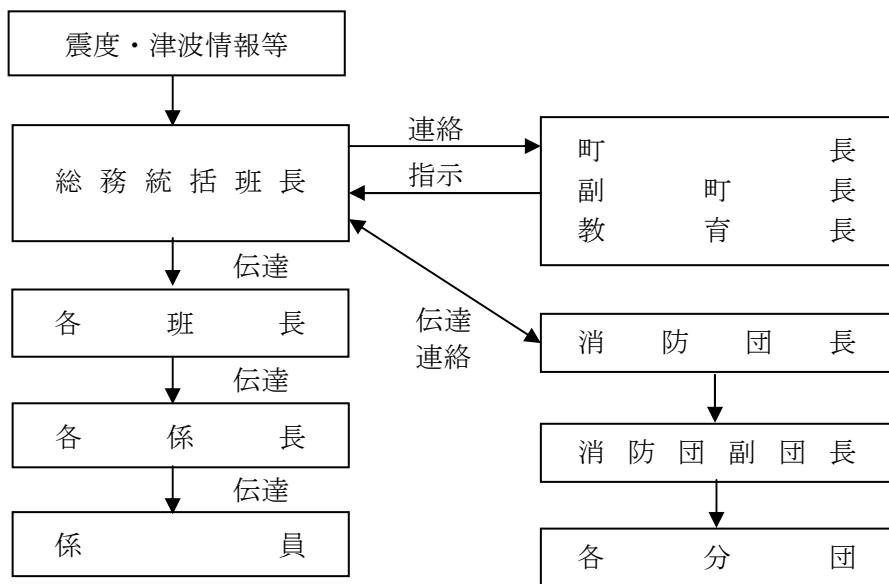 震度・津波情報等
総務統括班長
連絡
指示
町長
副町長
教育長
伝達
各班長
伝達
連絡
消防団長
伝達
各係長
消防団副団長
伝達
係員
各分団